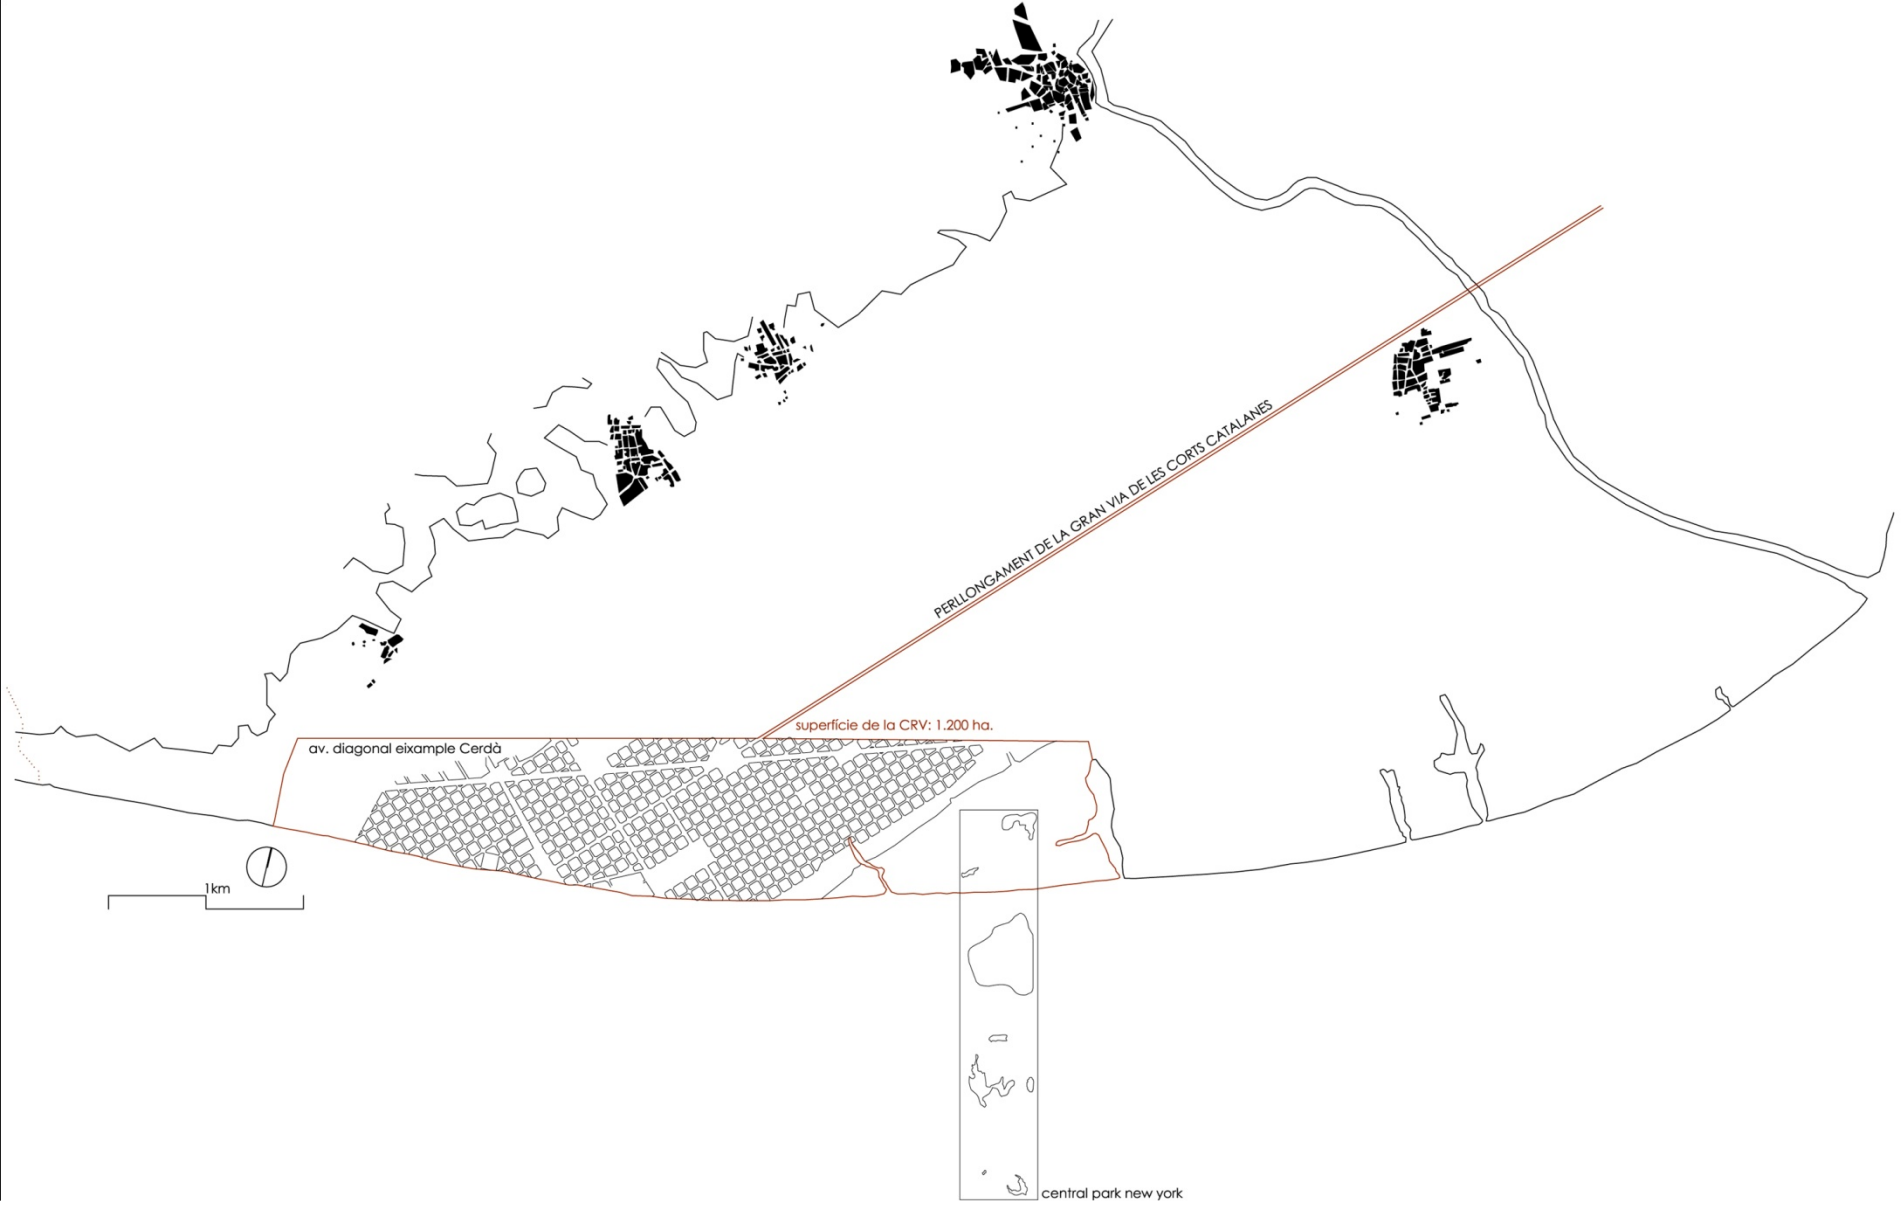 PERLLONGAMENT DE LA GRAN VIA DE LES CORTS CATALANES
superfície de la CRV: 1.200 ha.
av. diagonal eixample Cerdà
1km
central park new york